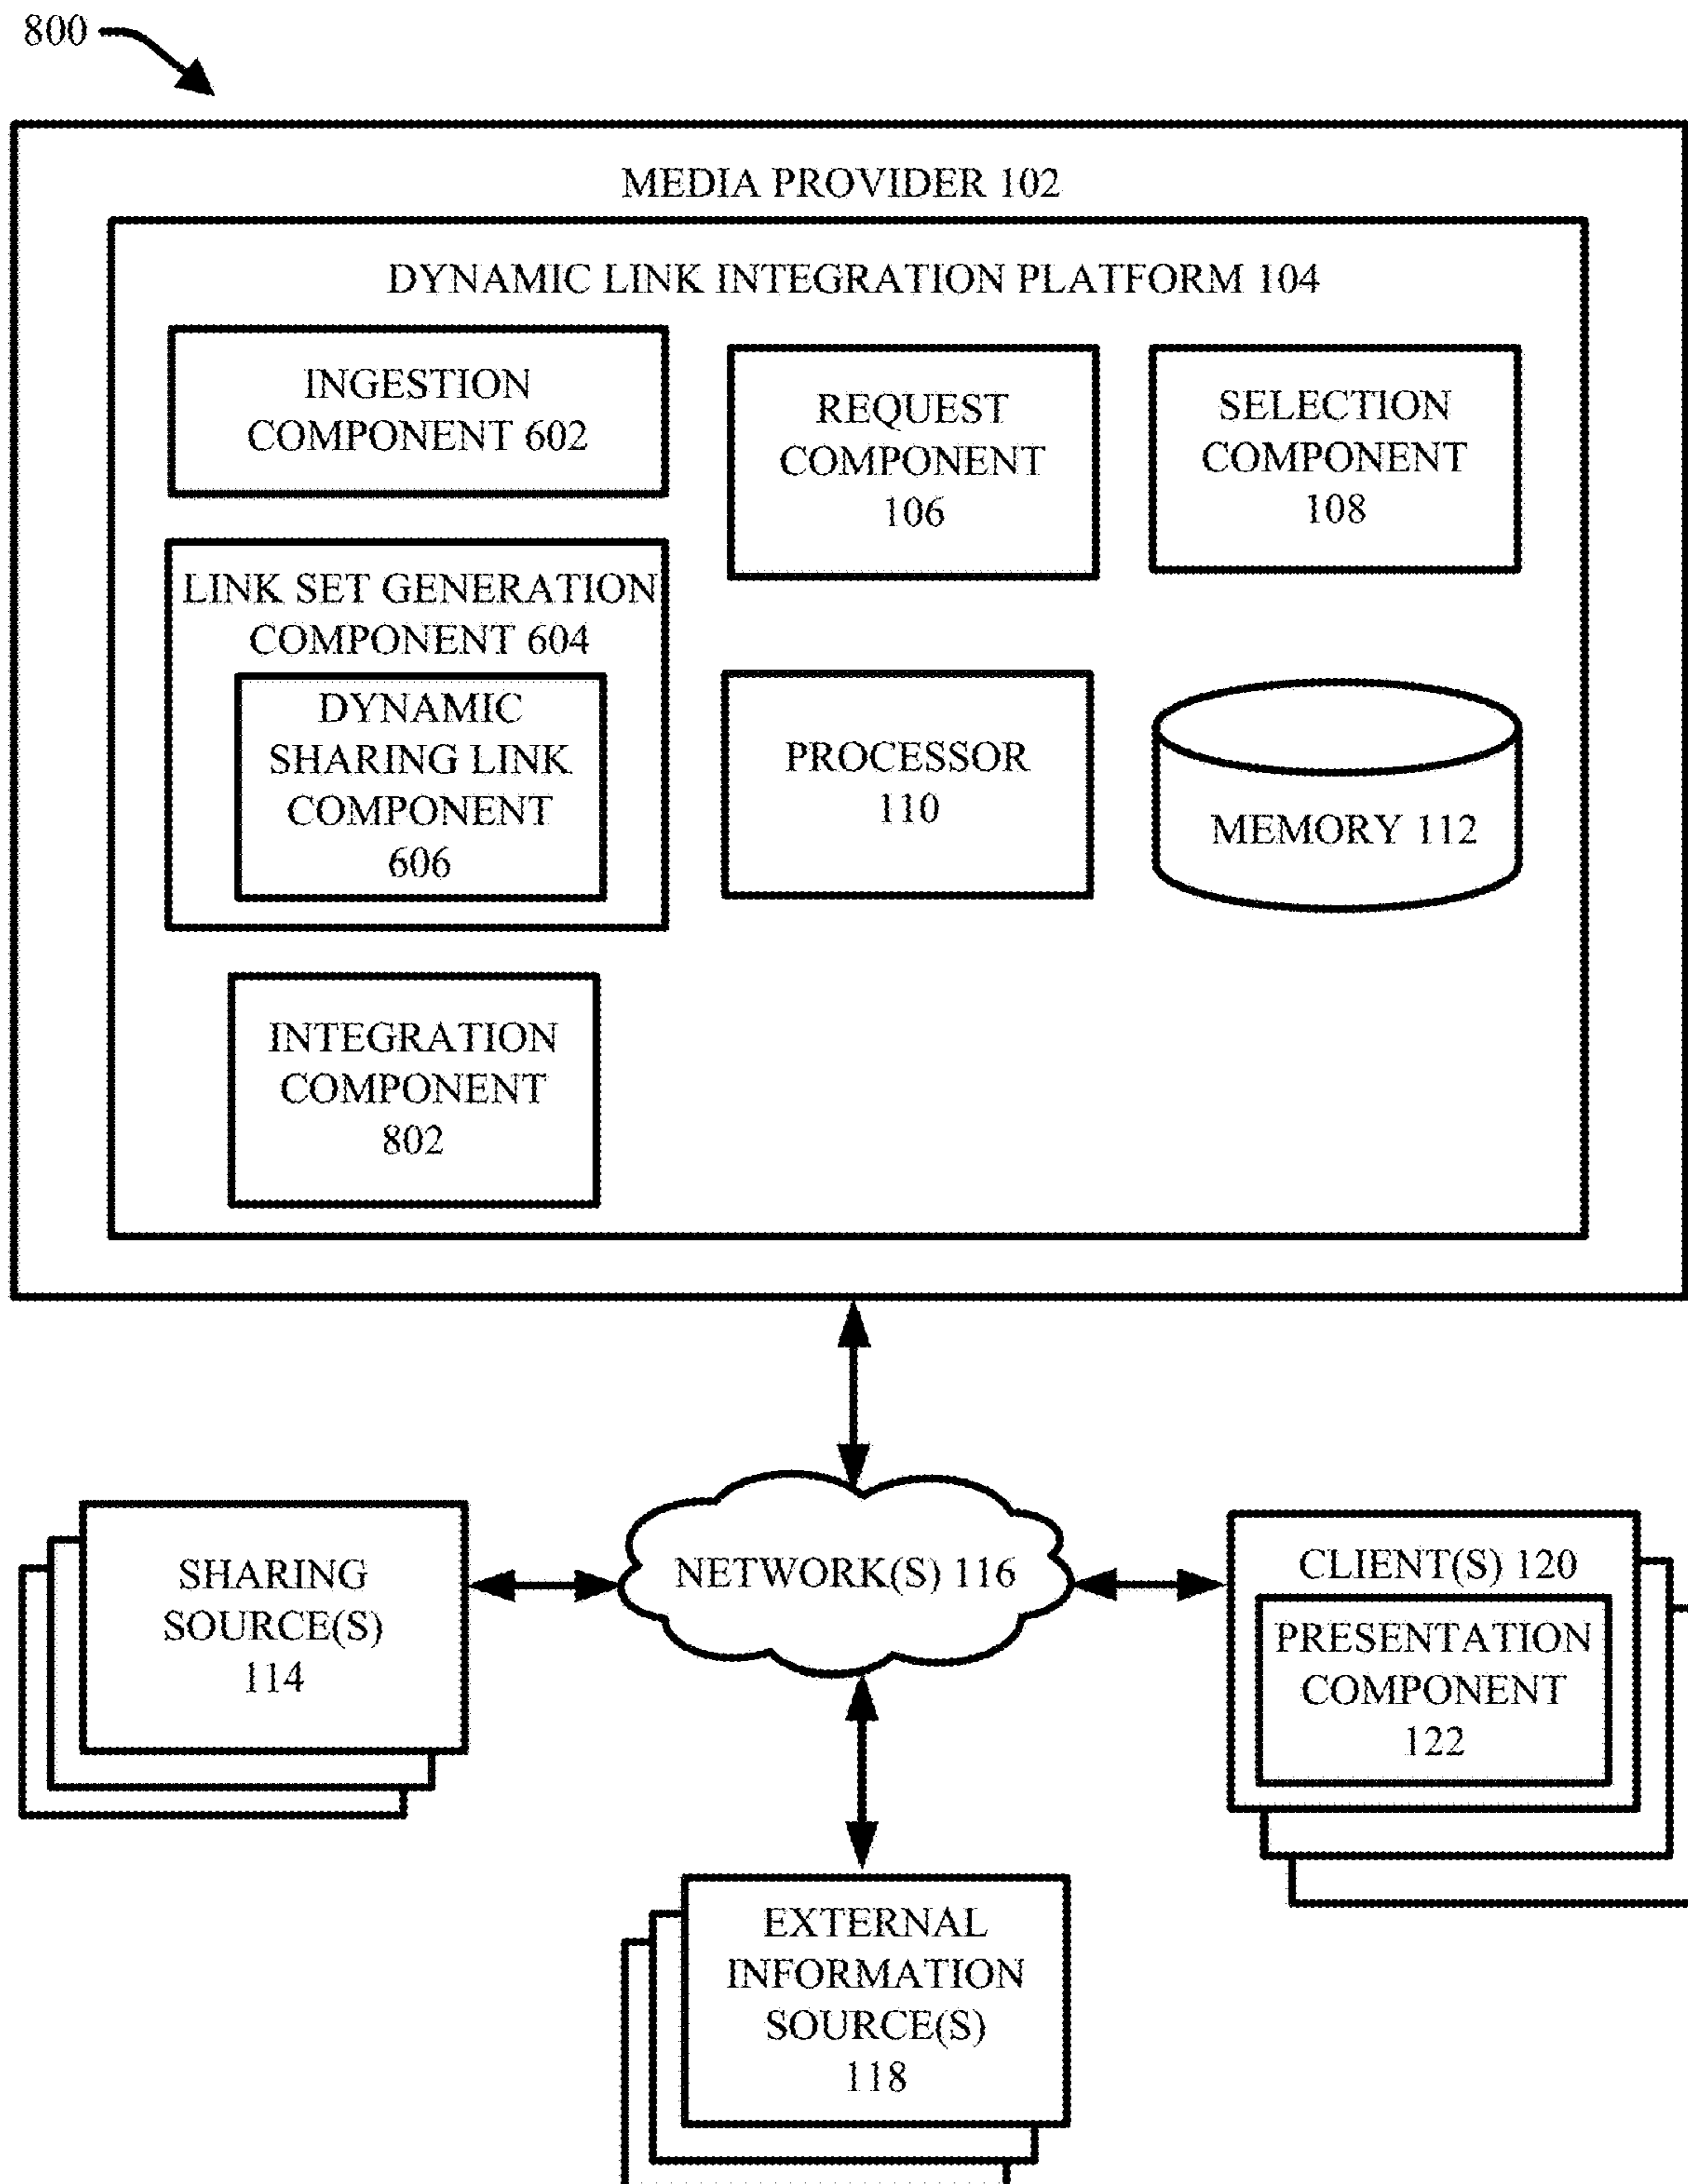 800
MEDIA PROVIDER 102
DYNAMIC LINK INTEGRATION PLATFORM 104
INGESTION
COMPONENT 602
REQUEST
COMPONENT
106
SELECTION
COMPONENT
108
LINK SET GENERATION
COMPONENT 604
DYNAMIC
SHARING LINK
COMPONENT
606
PROCESSOR
110
MEMORY 112
INTEGRATION
COMPONENT
802
SHARING
SOURCE(S)
114
NETWORK(S) 116
CLIENT(S) 120
PRESENTATION
COMPONENT
122
EXTERNAL
INFORMATION
SOURCE(S)
118